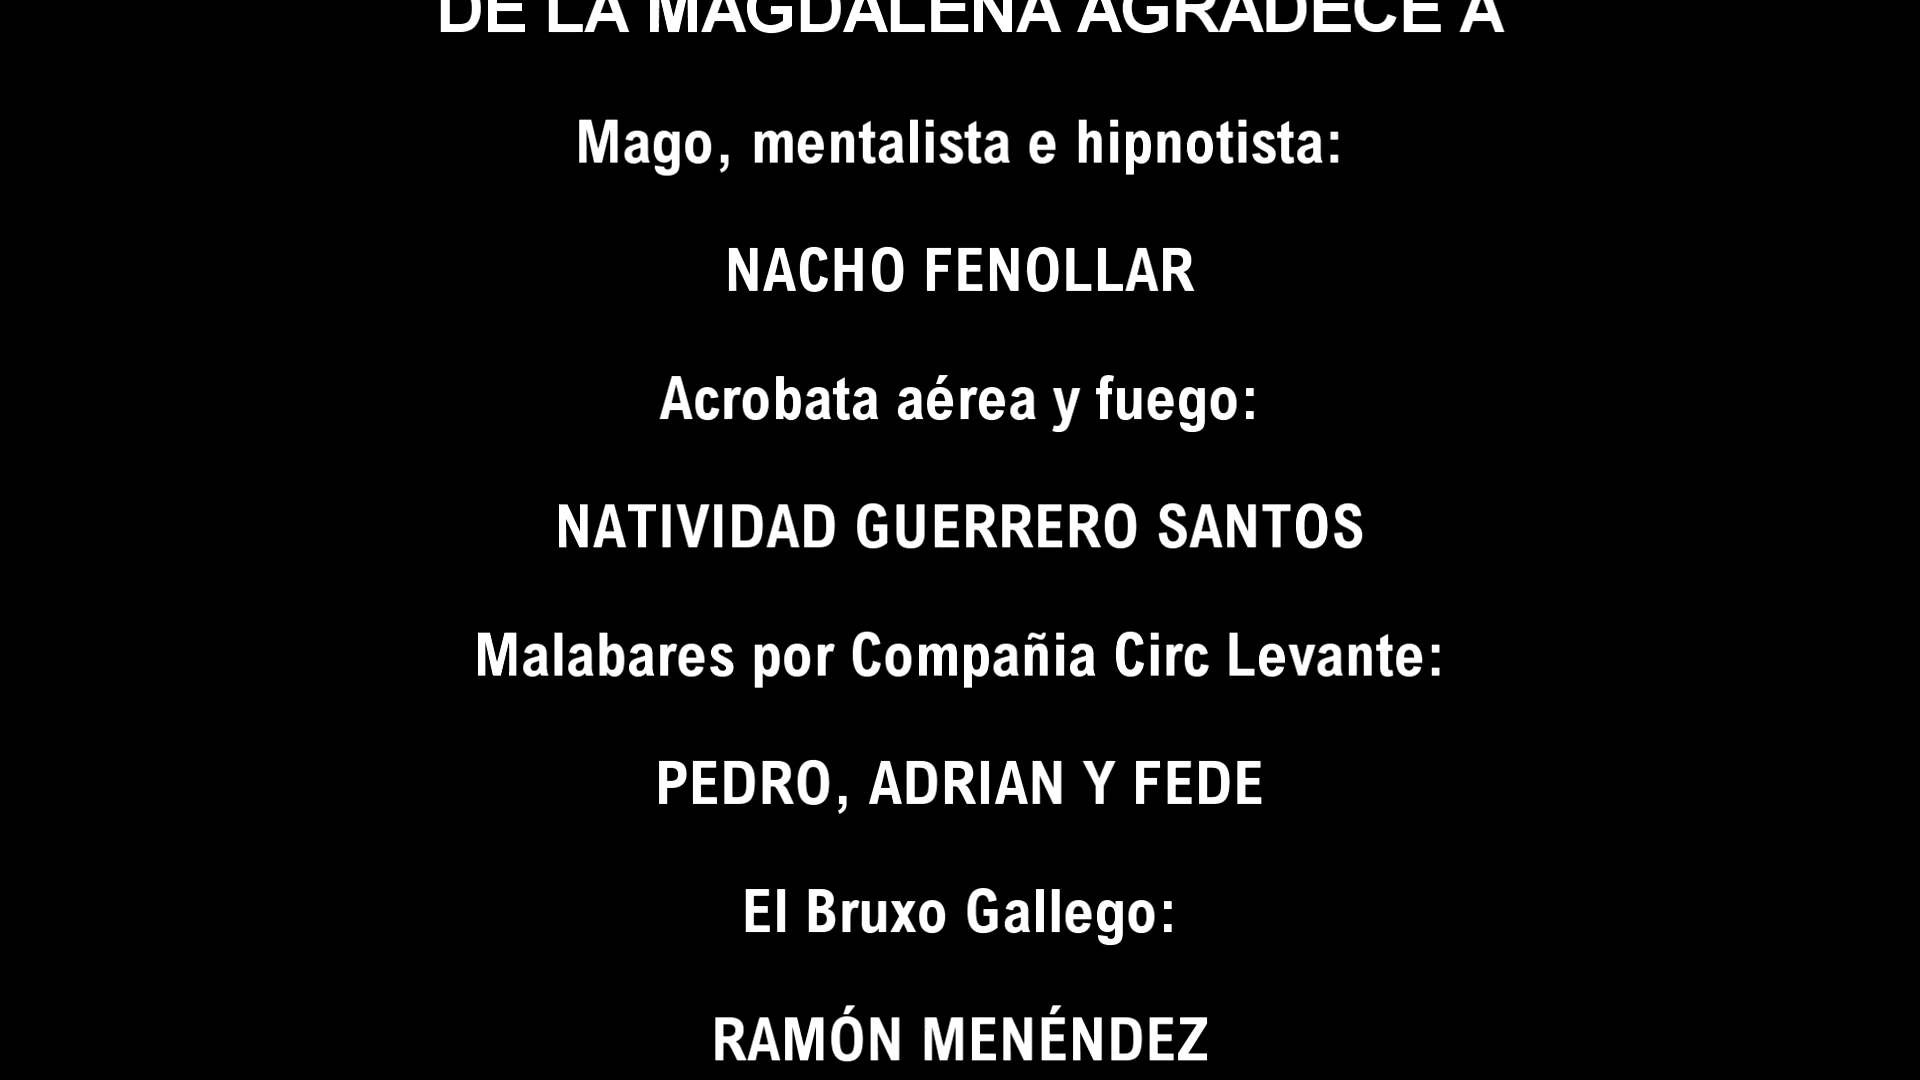 DE LA MAGDALENA AGRADECE A
Mago, mentalista e hipnotista:
NACHO FENOLLAR
Acrobata aérea y fuego:
NATIVIDAD GUERRERO SANTOS
Malabares por Compañia Circ Levante:
PEDRO, ADRIAN Y FEDE
El Bruxo Gallego:
RAMÓN MENÉNDEZ